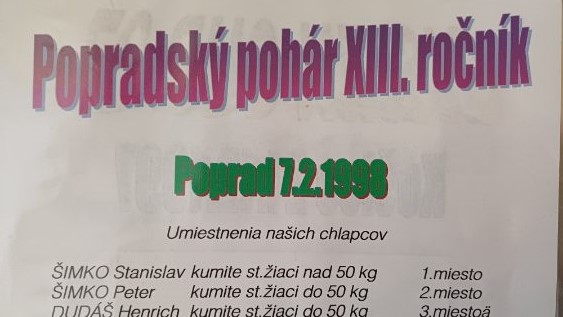 Popradský pohár XIII. ročník
Poprad 7.2.1998
Umiestnenia našich chlapcov
ŠIMKO Stanislav kumite st.žiaci nad 50 kg 1.miesto
ŠIMKO Peter kumite st.žiaci do 50 kg 2.miesto
DUDÁŠ Henrich kumite st.žiaci do 50 kg 3.miestoä